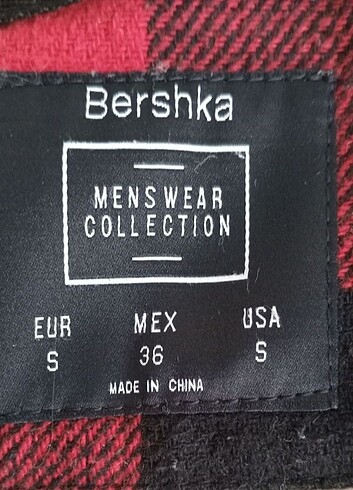 Bershka
MENSWEAR
COLLECTION
EUR MEX USA
S 36 S
MADE IN CHINA